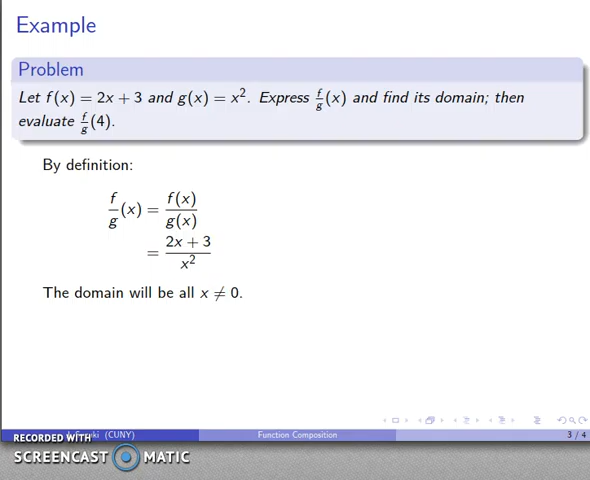 Example
Problem
Let f(x) = 2x + 3 and g(x) = x². Express f/g(x) and find its domain; then
evaluate f/g(4).
By definition:
f/g (x) = f(x)/g(x)
= 2x + 3/x²
The domain will be all x ≠ 0.
(CUNY) Function Composition 3 / 4
RECORDED WITH
SCREENCAST MATIC